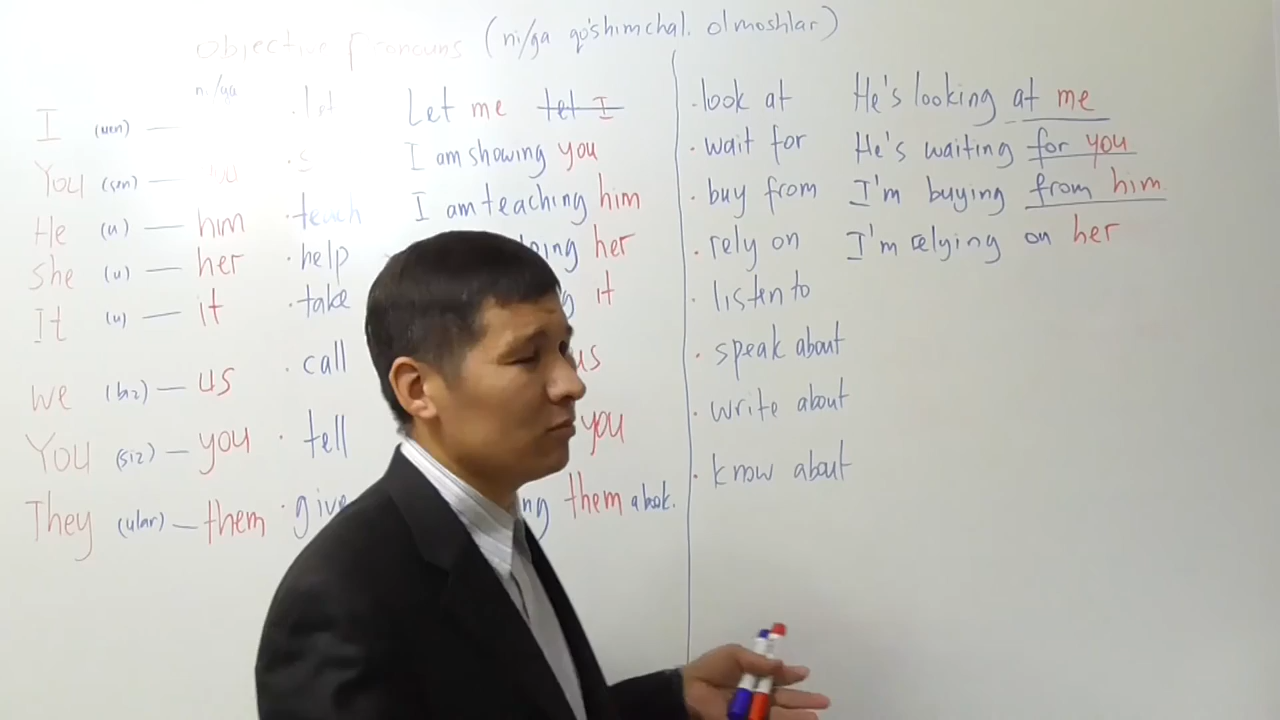 Objective Pronouns (ni/ga qo'shimchal. olmoshlar)
ni/ga
I (men) —
You (sen) — you
He (u) — him
She (u) — her
It (u) — it
we (biz) — us
You (siz) — you
They (ular) — them
· let
· s
· teach
· help
· take
· call
· tell
· give
Let me tet I
I am showing you
I am teaching him
ping her
g it
us
you
ng them a book.
· look at
· wait for
· buy from
· rely on
· listen to
· speak about
· write about
· know about
He's looking at me
He's waiting for you
I'm buying from him
I'm relying on her